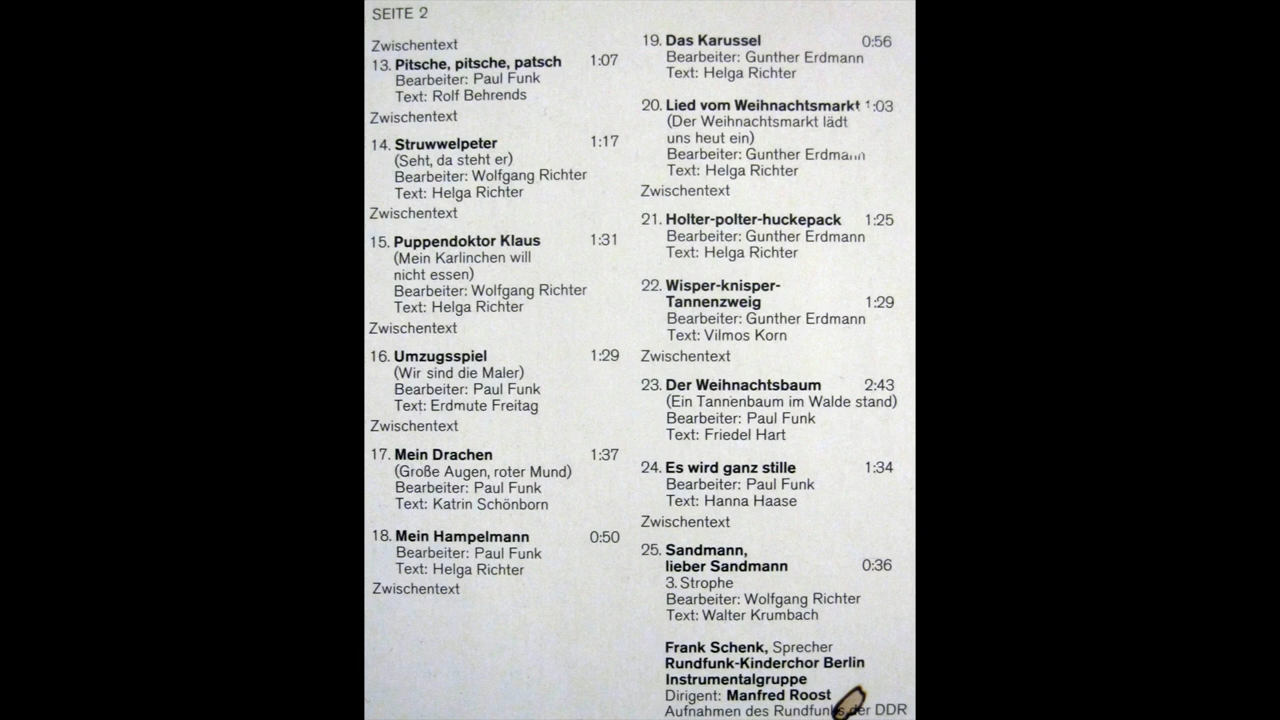 SEITE 2
Zwischentext
13. Pitsche, pitsche, patsch 1:07
Bearbeiter: Paul Funk
Text: Rolf Behrends
Zwischentext
14. Struwwelpeter 1:17
(Seht, da steht er)
Bearbeiter: Wolfgang Richter
Text: Helga Richter
Zwischentext
15. Puppendoktor Klaus 1:31
(Mein Karlinchen will
nicht essen)
Bearbeiter: Wolfgang Richter
Text: Helga Richter
Zwischentext
16. Umzugsspiel 1:29
(Wir sind die Maler)
Bearbeiter: Paul Funk
Text: Erdmute Freitag
Zwischentext
17. Mein Drachen 1:37
(Große Augen, roter Mund)
Bearbeiter: Paul Funk
Text: Katrin Schönborn
18. Mein Hampelmann 0:50
Bearbeiter: Paul Funk
Text: Helga Richter
Zwischentext
19. Das Karussel 0:56
Bearbeiter: Gunther Erdmann
Text: Helga Richter
20. Lied vom Weihnachtsmarkt 1:03
(Der Weihnachtsmarkt lädt
uns heut ein)
Bearbeiter: Gunther Erdmann
Text: Helga Richter
Zwischentext
21. Holter-polter-huckepack 1:25
Bearbeiter: Gunther Erdmann
Text: Helga Richter
22. Wisper-knisper-
Tannenzweig 1:29
Bearbeiter: Gunther Erdmann
Text: Vilmos Korn
Zwischentext
23. Der Weihnachtsbaum 2:43
(Ein Tannenbaum im Walde stand)
Bearbeiter: Paul Funk
Text: Friedel Hart
24. Es wird ganz stille 1:34
Bearbeiter: Paul Funk
Text: Hanna Haase
Zwischentext
25. Sandmann,
lieber Sandmann 0:36
3. Strophe
Bearbeiter: Wolfgang Richter
Text: Walter Krumbach
Frank Schenk, Sprecher
Rundfunk-Kinderchor Berlin
Instrumentalgruppe
Dirigent: Manfred Roost
Aufnahmen des Rundfunks der DDR